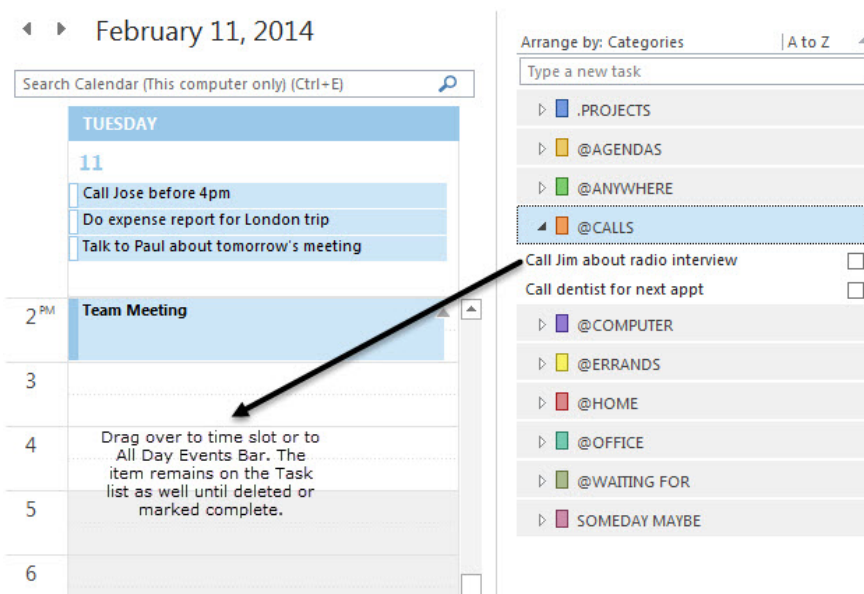 February 11, 2014
Search Calendar (This computer only) (Ctrl+E)
TUESDAY
11
Call Jose before 4pm
Do expense report for London trip
Talk to Paul about tomorrow's meeting
2 PM
Team Meeting
3
4
Drag over to time slot or to
All Day Events Bar. The
item remains on the Task
list as well until deleted or
marked complete.
5
6
Arrange by: Categories
A to Z
Type a new task
.PROJECTS
@AGENDAS
@ANYWHERE
@CALLS
Call Jim about radio interview
Call dentist for next appt
@COMPUTER
@ERRANDS
@HOME
@OFFICE
@WAITING FOR
SOMEDAY MAYBE